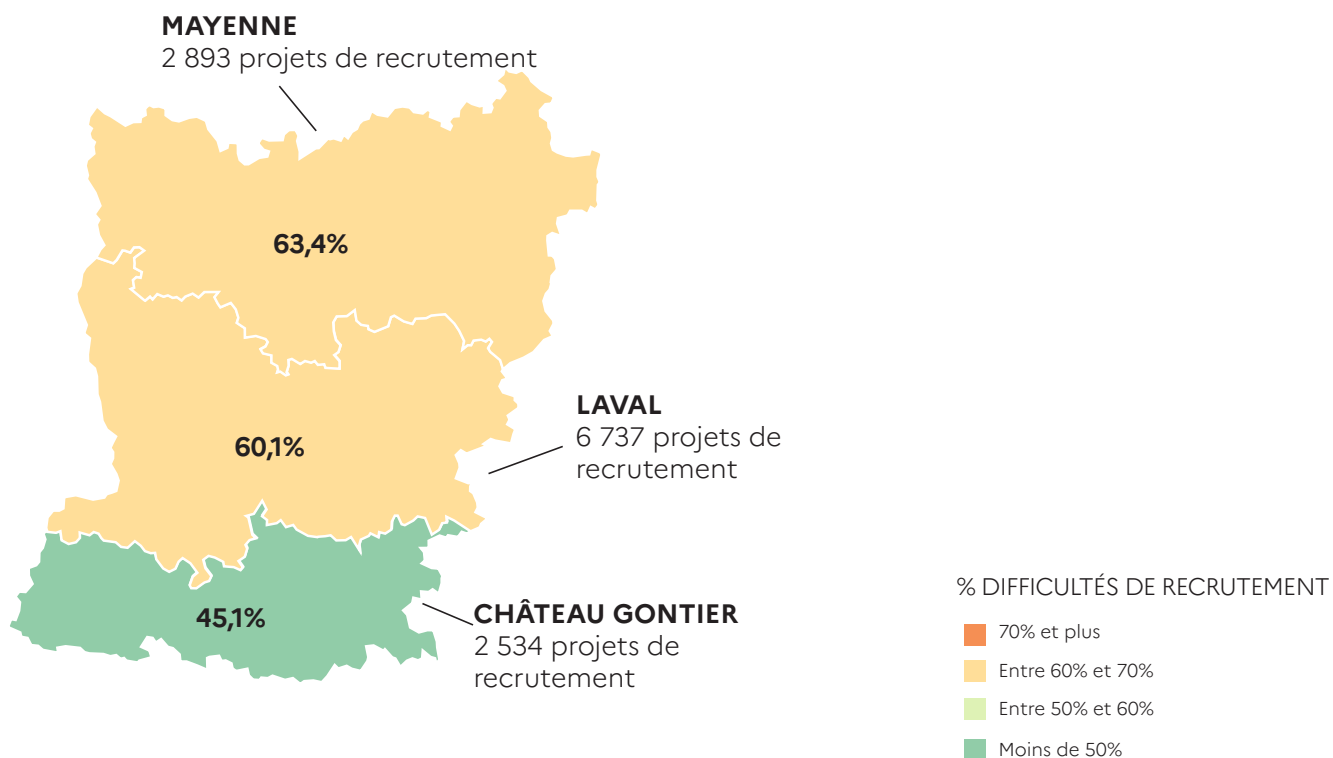 MAYENNE
2 893 projets de recrutement
63,4%
60,1%
LAVAL
6 737 projets de
recrutement
45,1%
CHÂTEAU GONTIER
2 534 projets de
recrutement
% DIFFICULTÉS DE RECRUTEMENT
70% et plus
Entre 60% et 70%
Entre 50% et 60%
Moins de 50%